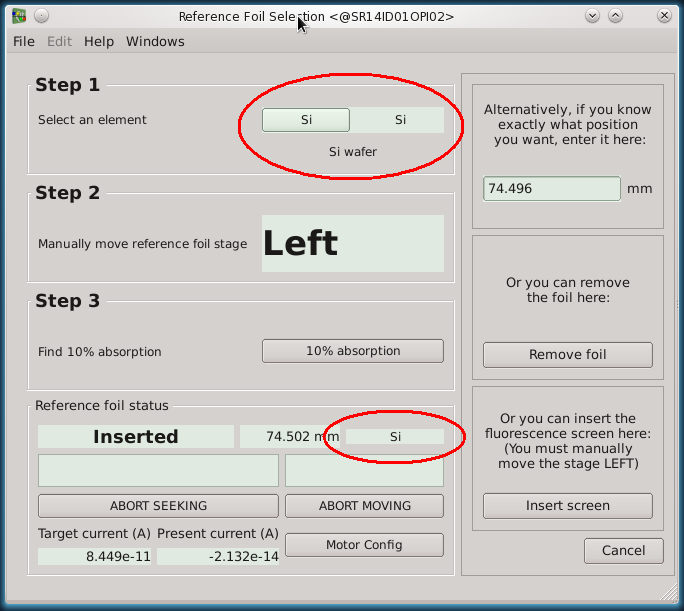 Reference Foil Selection <@SR14ID01OPI02>
File Edit Help Windows
Step 1
Select an element
Si Si
Si wafer
Step 2
Manually move reference foil stage
Left
Step 3
Find 10% absorption
10% absorption
Reference foil status
Inserted 74.502 mm Si
ABORT SEEKING ABORT MOVING
Target current (A) Present current (A)
8.449e-11 -2.132e-14
Motor Config
Alternatively, if you know
exactly what position
you want, enter it here:
74.496 mm
Or you can remove
the foil here:
Remove foil
Or you can insert the
fluorescence screen here:
(You must manually
move the stage LEFT)
Insert screen
Cancel